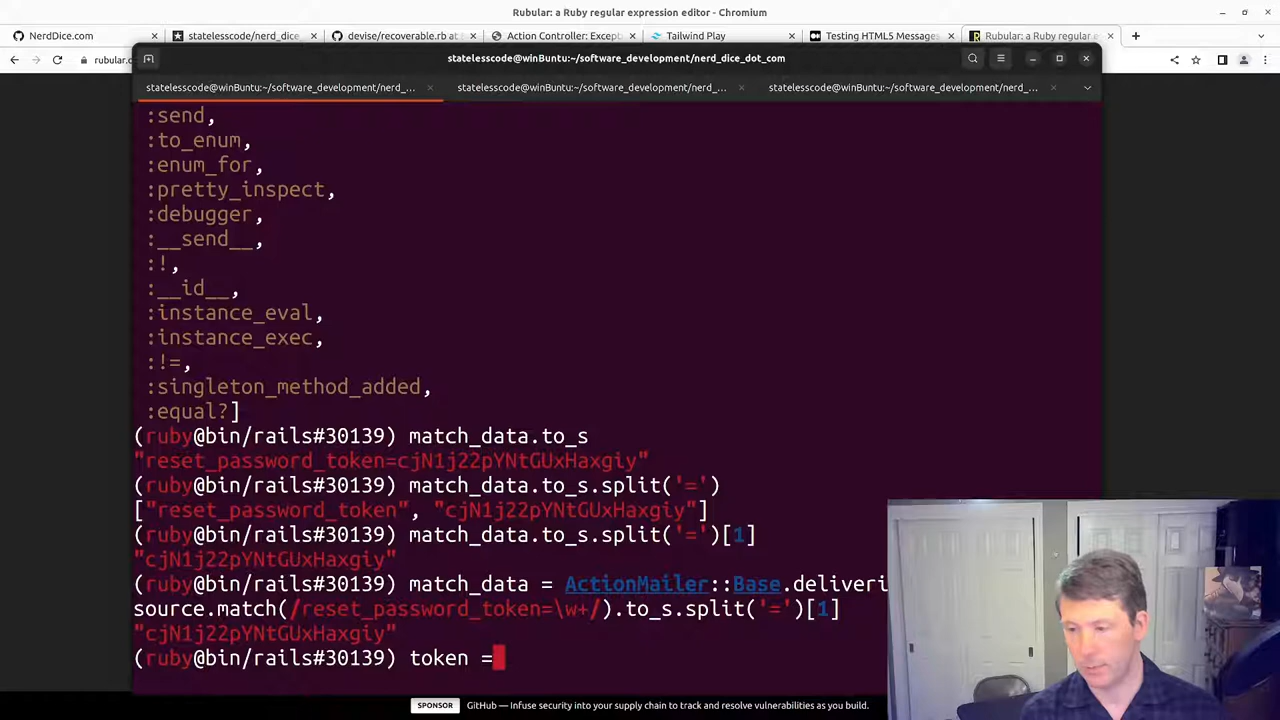 Rubular: a Ruby regular expression editor - Chromium
NerdDice.com
statelesscode/nerd_dice_
devise/recoverable.rb at h
Action Controller: Except
Tailwind Play
Testing HTML5 Messages
Rubular: a Ruby regular e
rubular.c
statelesscode@winBuntu:~/software_development/nerd_dice_dot_com
statelesscode@winBuntu:~/software_development/nerd_...
statelesscode@winBuntu:~/software_development/nerd_...
statelesscode@winBuntu:~/software_development/nerd_...
:send,
:to_enum,
:enum_for,
:pretty_inspect,
:debugger,
:__send__,
:!,
:__id__,
:instance_eval,
:instance_exec,
:!=,
:singleton_method_added,
:equal?]
(ruby@bin/rails#30139) match_data.to_s
"reset_password_token=cjN1j22pYNtGUxHaxgiy"
(ruby@bin/rails#30139) match_data.to_s.split('=')
["reset_password_token", "cjN1j22pYNtGUxHaxgiy"]
(ruby@bin/rails#30139) match_data.to_s.split('=')[1]
"cjN1j22pYNtGUxHaxgiy"
(ruby@bin/rails#30139) match_data = ActionMailer::Base.deliveri
source.match(/reset_password_token=\w+/).to_s.split('=')[1]
"cjN1j22pYNtGUxHaxgiy"
(ruby@bin/rails#30139) token =
SPONSOR GitHub — Infuse security into your supply chain to track and resolve vulnerabilities as you build.